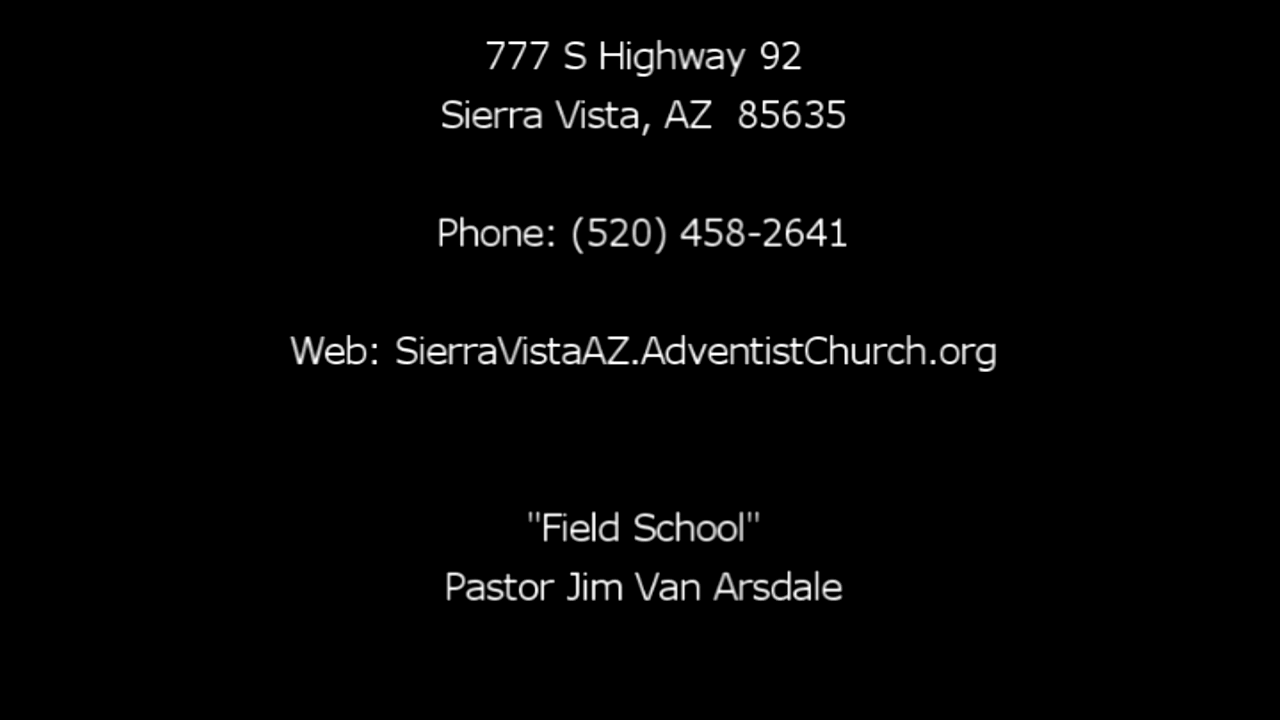 777 S Highway 92
Sierra Vista, AZ  85635
Phone: (520) 458-2641
Web: SierraVistaAZ.AdventistChurch.org
"Field School"
Pastor Jim Van Arsdale